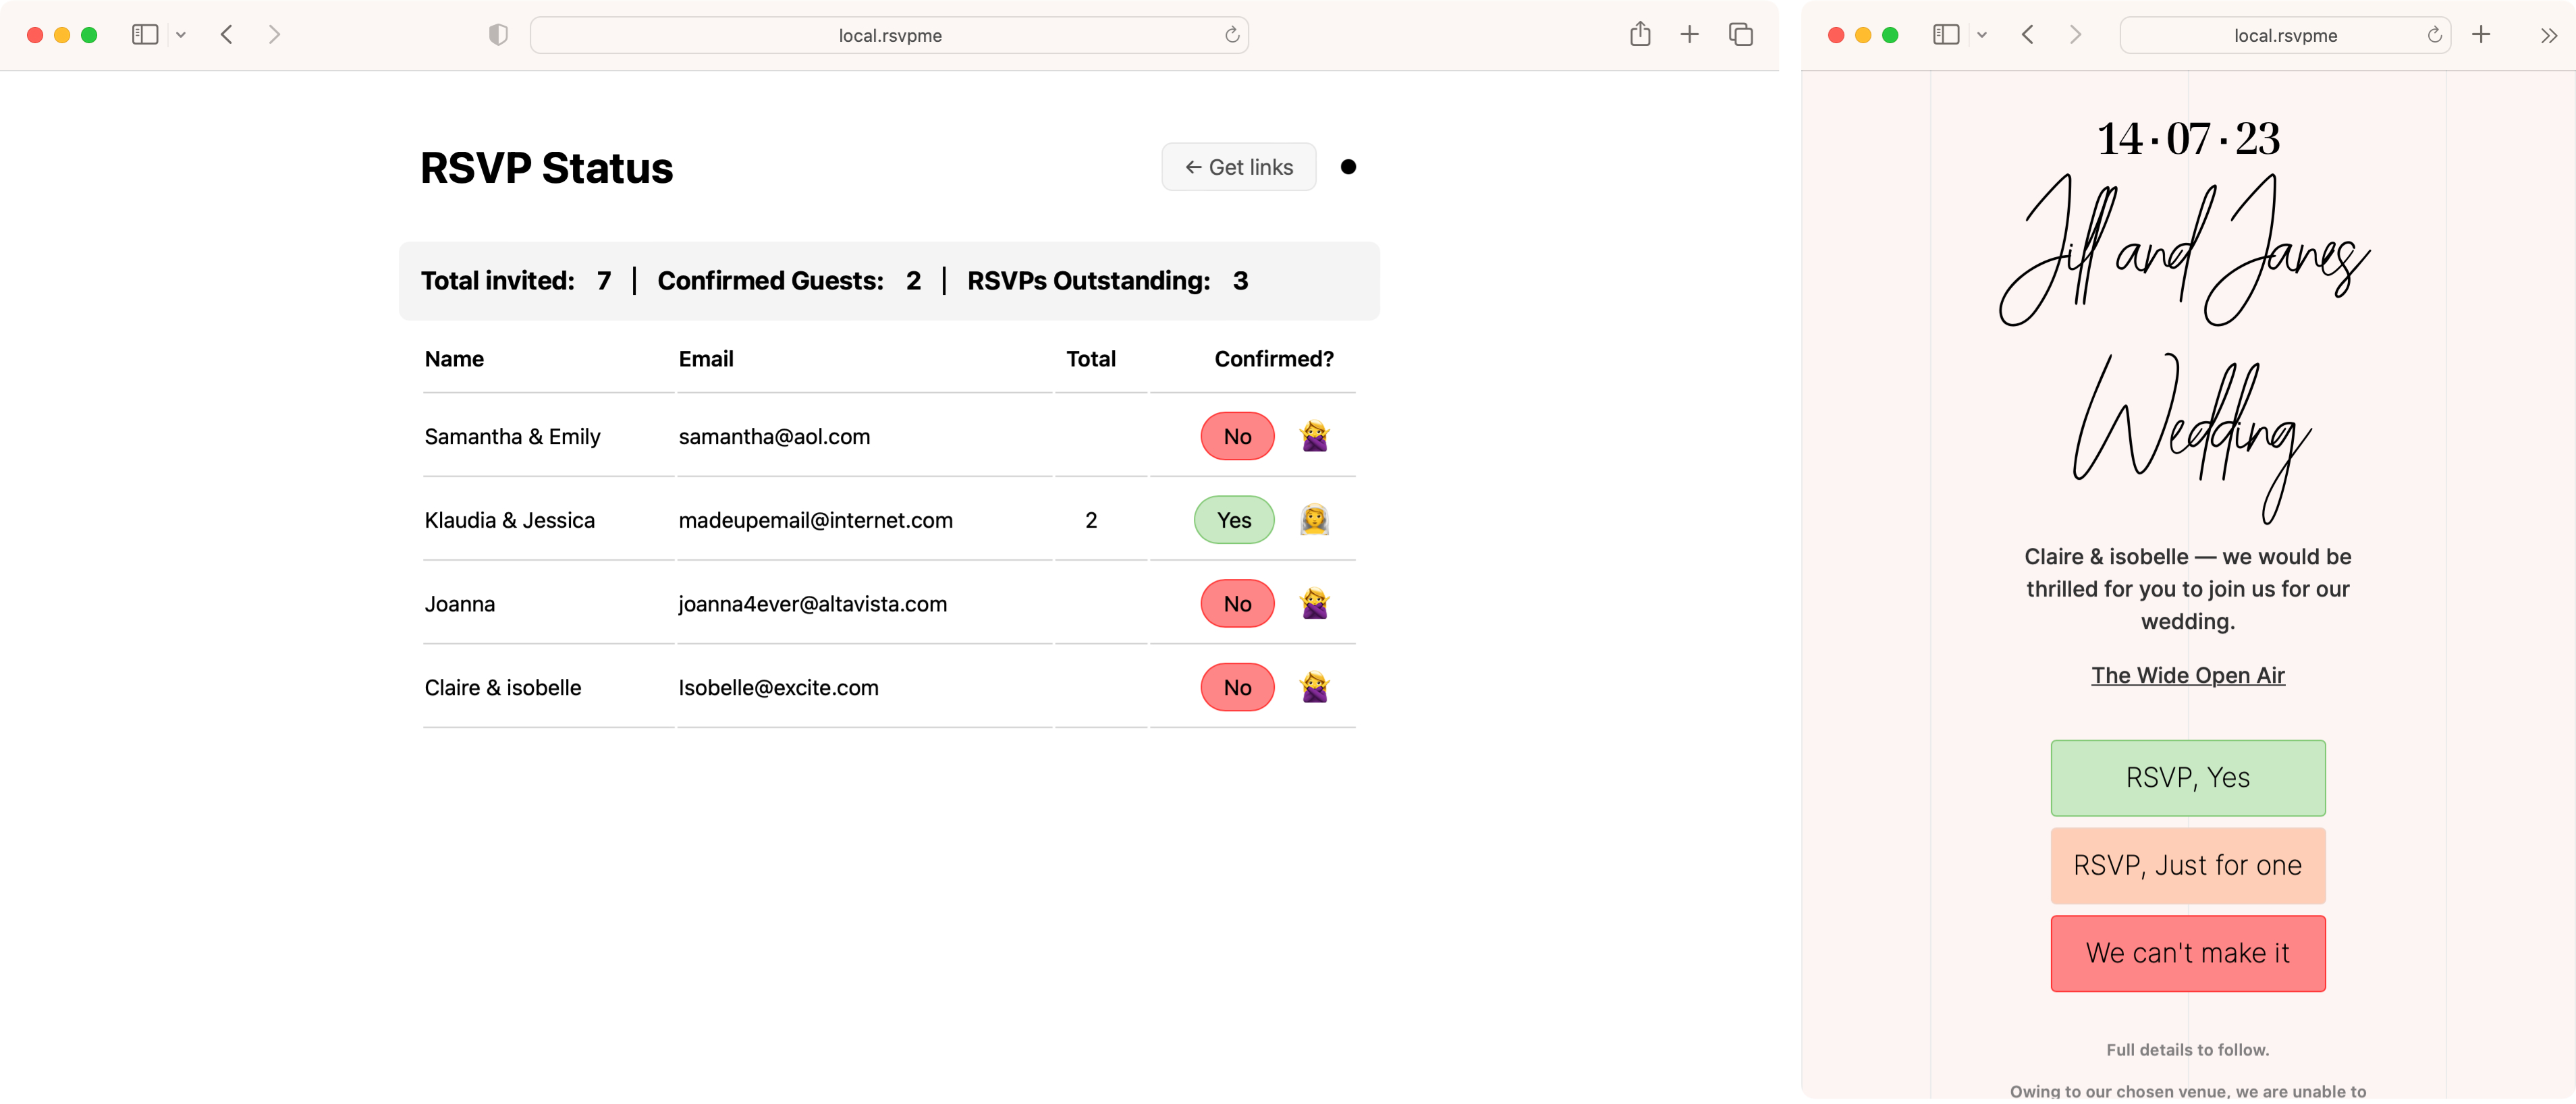 local.rsvpme
RSVP Status
← Get links
Total invited: 7 | Confirmed Guests: 2 | RSVPs Outstanding: 3
Name Email Total Confirmed?
Samantha & Emily samantha@aol.com No
Klaudia & Jessica madeupemail@internet.com 2 Yes
Joanna joanna4ever@altavista.com No
Claire & isobelle Isobelle@excite.com No
local.rsvpme
14·07·23
Jill and Janes
Wedding
Claire & isobelle — we would be
thrilled for you to join us for our
wedding.
The Wide Open Air
RSVP, Yes
RSVP, Just for one
We can't make it
Full details to follow.
Owing to our chosen venue, we are unable to